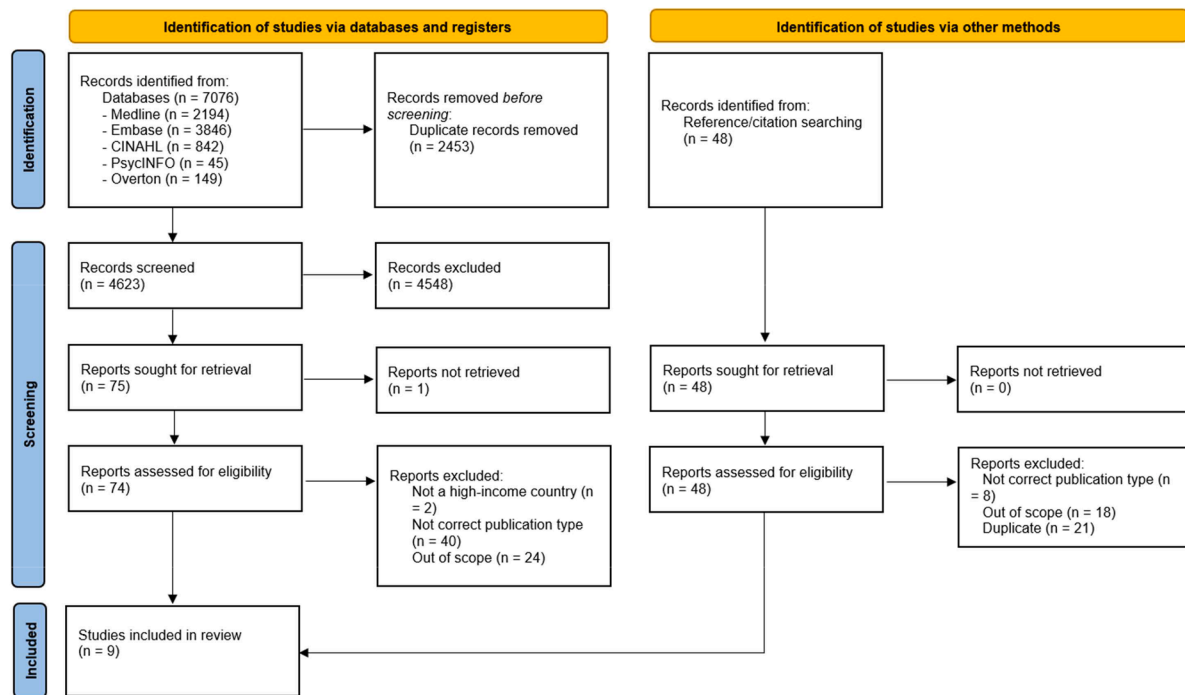 Identification of studies via databases and registers
Identification of studies via other methods
Identification
Records identified from:
Databases (n = 7076)
- Medline (n = 2194)
- Embase (n = 3846)
- CINAHL (n = 842)
- PsycINFO (n = 45)
- Overton (n = 149)
Records removed before
screening:
Duplicate records removed
(n = 2453)
Records identified from:
Reference/citation searching
(n = 48)
Screening
Records screened
(n = 4623)
Records excluded
(n = 4548)
Reports sought for retrieval
(n = 75)
Reports not retrieved
(n = 1)
Reports sought for retrieval
(n = 48)
Reports not retrieved
(n = 0)
Reports assessed for eligibility
(n = 74)
Reports excluded:
Not a high-income country (n
= 2)
Not correct publication type
(n = 40)
Out of scope (n = 24)
Reports assessed for eligibility
(n = 48)
Reports excluded:
Not correct publication type (n
= 8)
Out of scope (n = 18)
Duplicate (n = 21)
Included
Studies included in review
(n = 9)